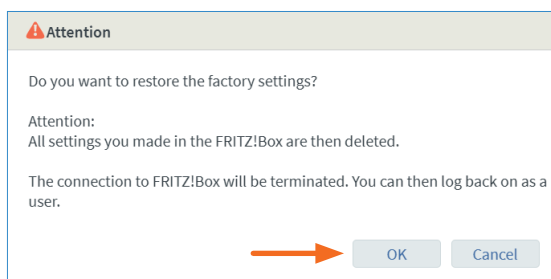 Attention
Do you want to restore the factory settings?
Attention:
All settings you made in the FRITZ!Box are then deleted.
The connection to FRITZ!Box will be terminated. You can then log back on as a
user.
OK Cancel